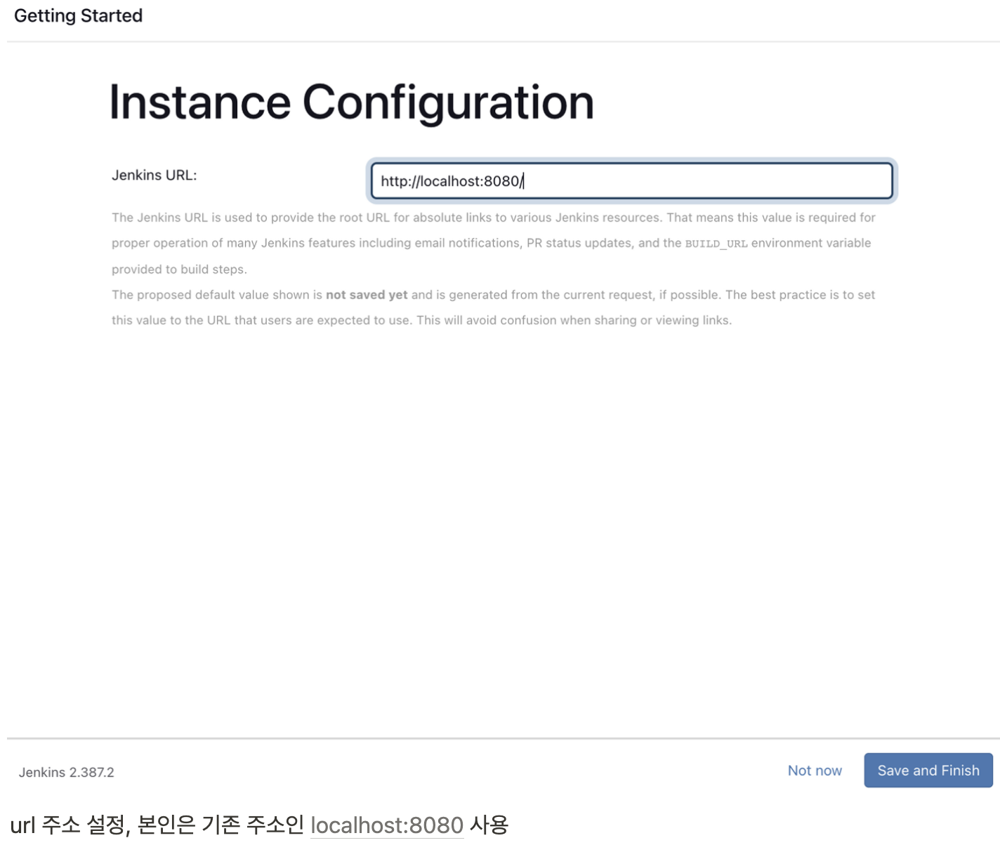 Getting Started
Instance Configuration
Jenkins URL:
http://localhost:8080/
The Jenkins URL is used to provide the root URL for absolute links to various Jenkins resources. That means this value is required for
proper operation of many Jenkins features including email notifications, PR status updates, and the BUILD_URL environment variable
provided to build steps.
The proposed default value shown is not saved yet and is generated from the current request, if possible. The best practice is to set
this value to the URL that users are expected to use. This will avoid confusion when sharing or viewing links.
Jenkins 2.387.2
Not now
Save and Finish
url 주소 설정, 본인은 기존 주소인 localhost:8080 사용